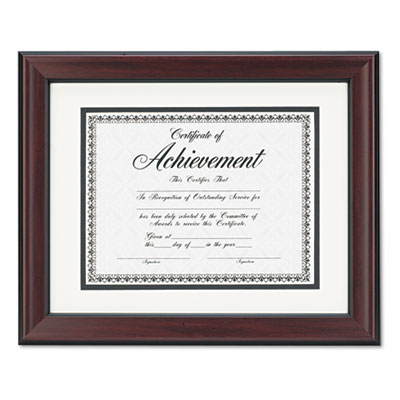 Certificate of
Achievement
This Certifies That
In Recognition of Outstanding Service for
has been duly selected by the Committee of
Awards to receive this Certificate.
Given at
this day of in the year
Signature Signature